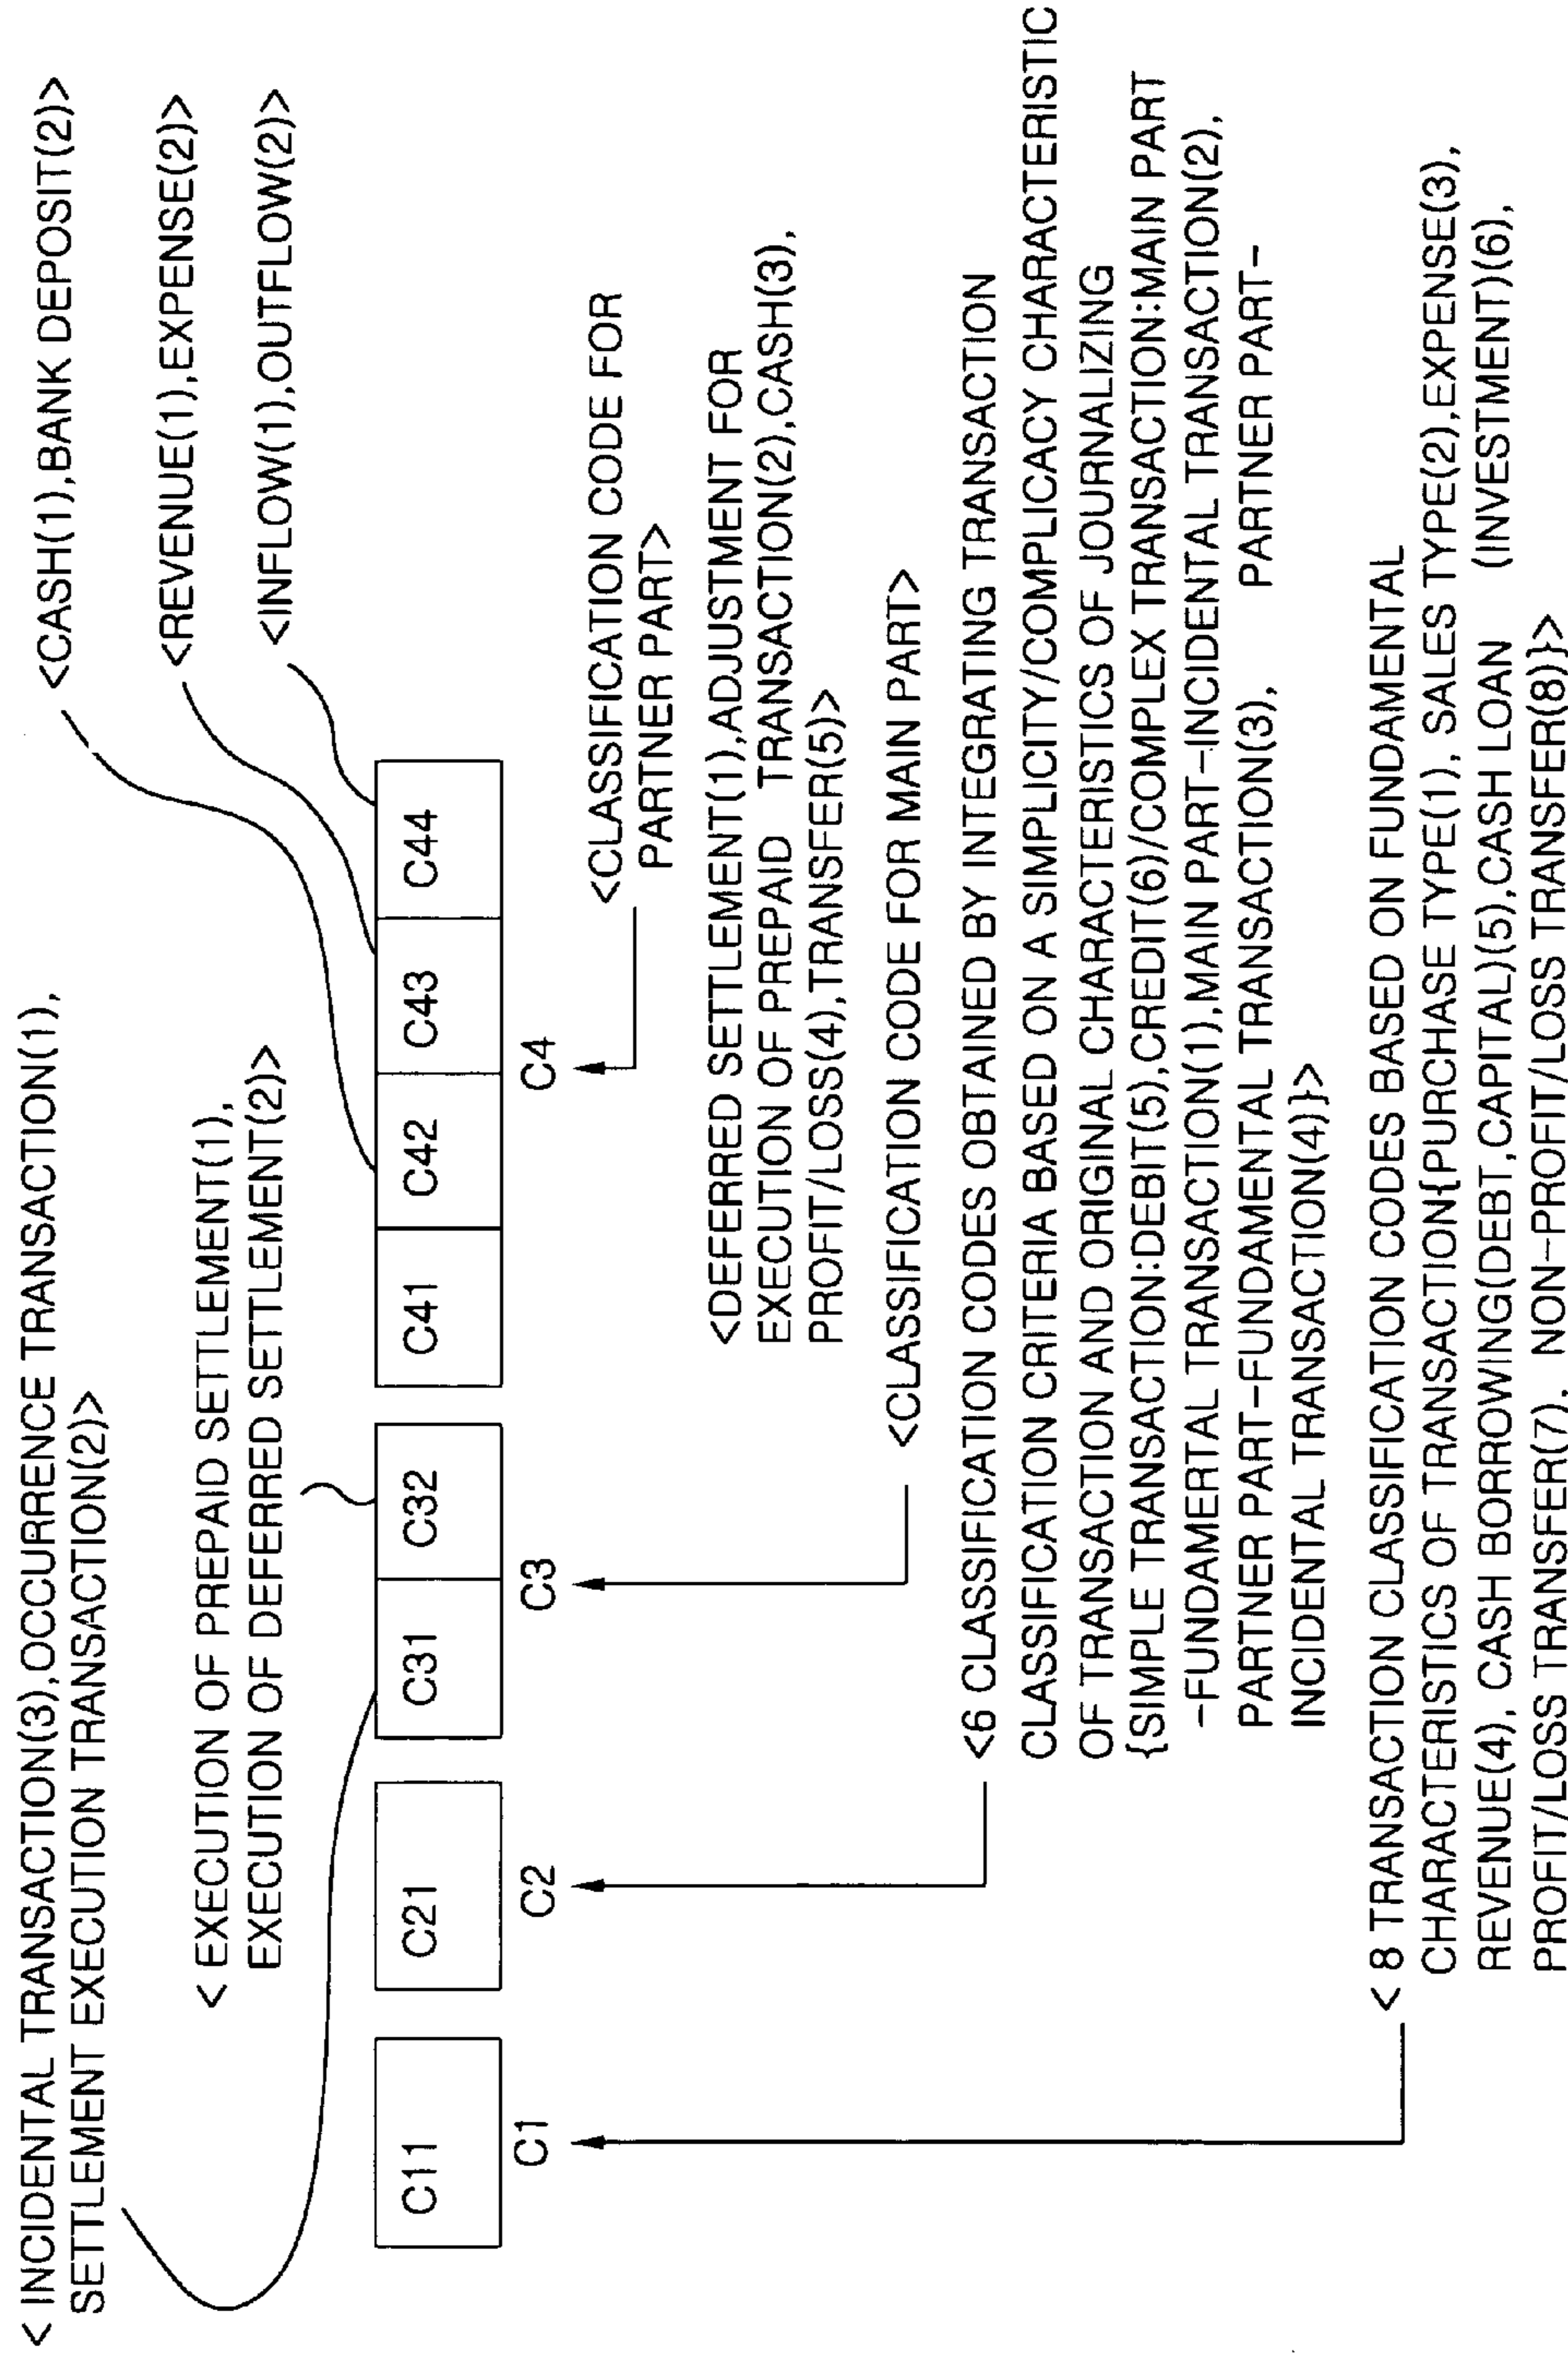 < INCIDENTAL TRANSACTION(3),OCCURRENCE TRANSACTION(1),
SETTLEMENT EXECUTION TRANSACTION(2)>
<CASH(1),BANK DEPOSIT(2)>
< EXECUTION OF PREPAID SETTLEMENT(1),
EXECUTION OF DEFERRED SETTLEMENT(2)>
<REVENUE(1),EXPENSE(2)>
<INFLOW(1),OUTFLOW(2)>
C11
C21
C31
C32
C41
C42
C43
C44
C1
C2
C3
C4
<CLASSIFICATION CODE FOR
PARTNER PART>
<DEFERRED SETTLEMENT(1),ADJUSTMENT FOR
EXECUTION OF PREPAID TRANSACTION(2),CASH(3),
PROFIT/LOSS(4),TRANSFER(5)>
<CLASSIFICATION CODE FOR MAIN PART>
<6 CLASSIFICATION CODES OBTAINED BY INTEGRATING TRANSACTION
CLASSIFICATION CRITERIA BASED ON A SIMPLICITY/COMPLICACY CHARACTERISTIC
OF TRANSACTION AND ORIGINAL CHARACTERISTICS OF JOURNALIZING
{SIMPLE TRANSACTION:DEBIT(5),CREDIT(6)/COMPLEX TRANSACTION:MAIN PART
-FUNDAMERTAL TRANSACTION(1),MAIN PART-INCIDENTAL TRANSACTION(2),
PARTNER PART-FUNDAMENTAL TRANSACTION(3), PARTNER PART-
INCIDENTAL TRANSACTION(4)}>
< 8 TRANSACTION CLASSIFICATION CODES BASED ON FUNDAMENTAL
CHARACTERISTICS OF TRANSACTION{PURCHASE TYPE(1), SALES TYPE(2),EXPENSE(3),
REVENUE(4), CASH BORROWING(DEBT,CAPITAL)(5),CASH LOAN (INVESTMENT)(6),
PROFIT/LOSS TRANSFER(7), NON-PROFIT/LOSS TRANSFER(8)}>